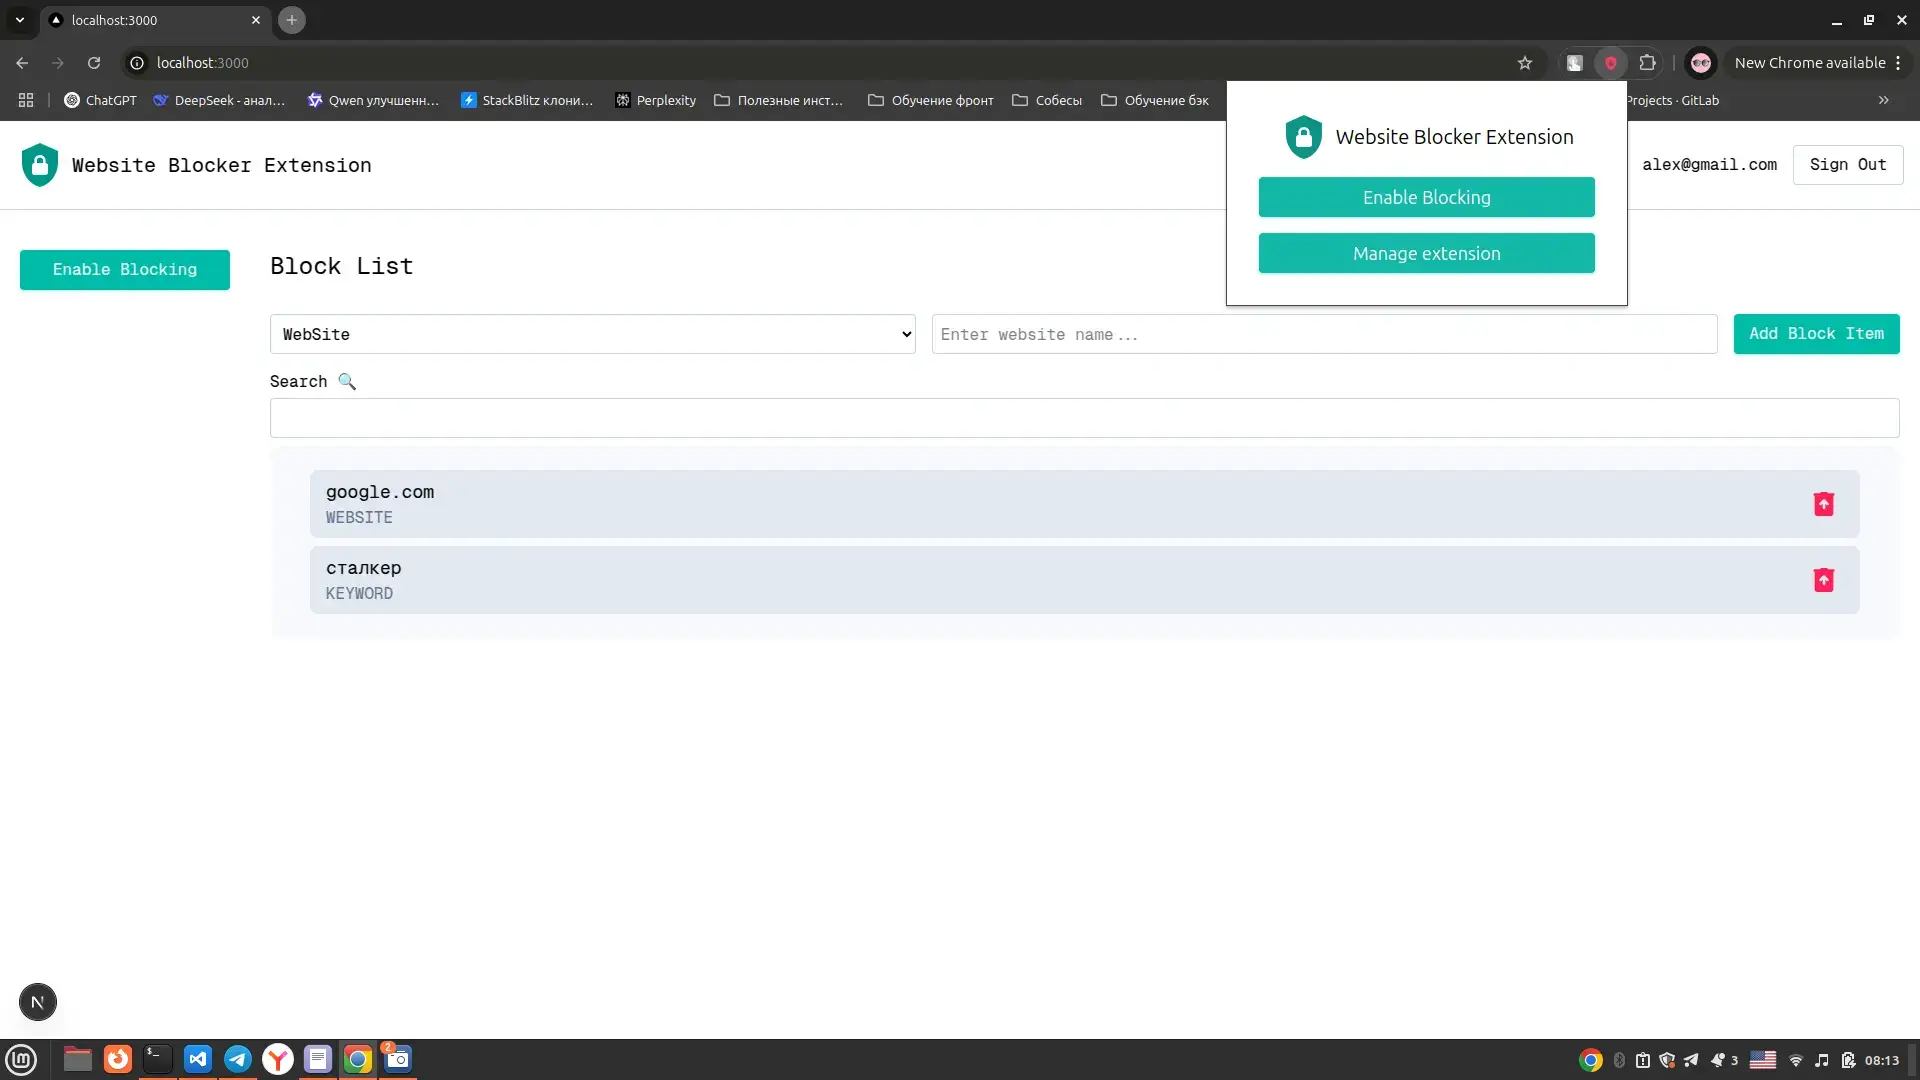 localhost:3000
localhost:3000
New Chrome available
ChatGPT
DeepSeek - анал...
Qwen улучшенн...
StackBlitz клони...
Perplexity
Полезные инст...
Обучение фронт
Собесы
Обучение бэк
Projects · GitLab
Website Blocker Extension
Website Blocker Extension
Enable Blocking
Manage extension
alex@gmail.com
Sign Out
Enable Blocking
Block List
WebSite
Enter website name...
Add Block Item
Search
google.com
WEBSITE
сталкер
KEYWORD
N
2
3
08:13